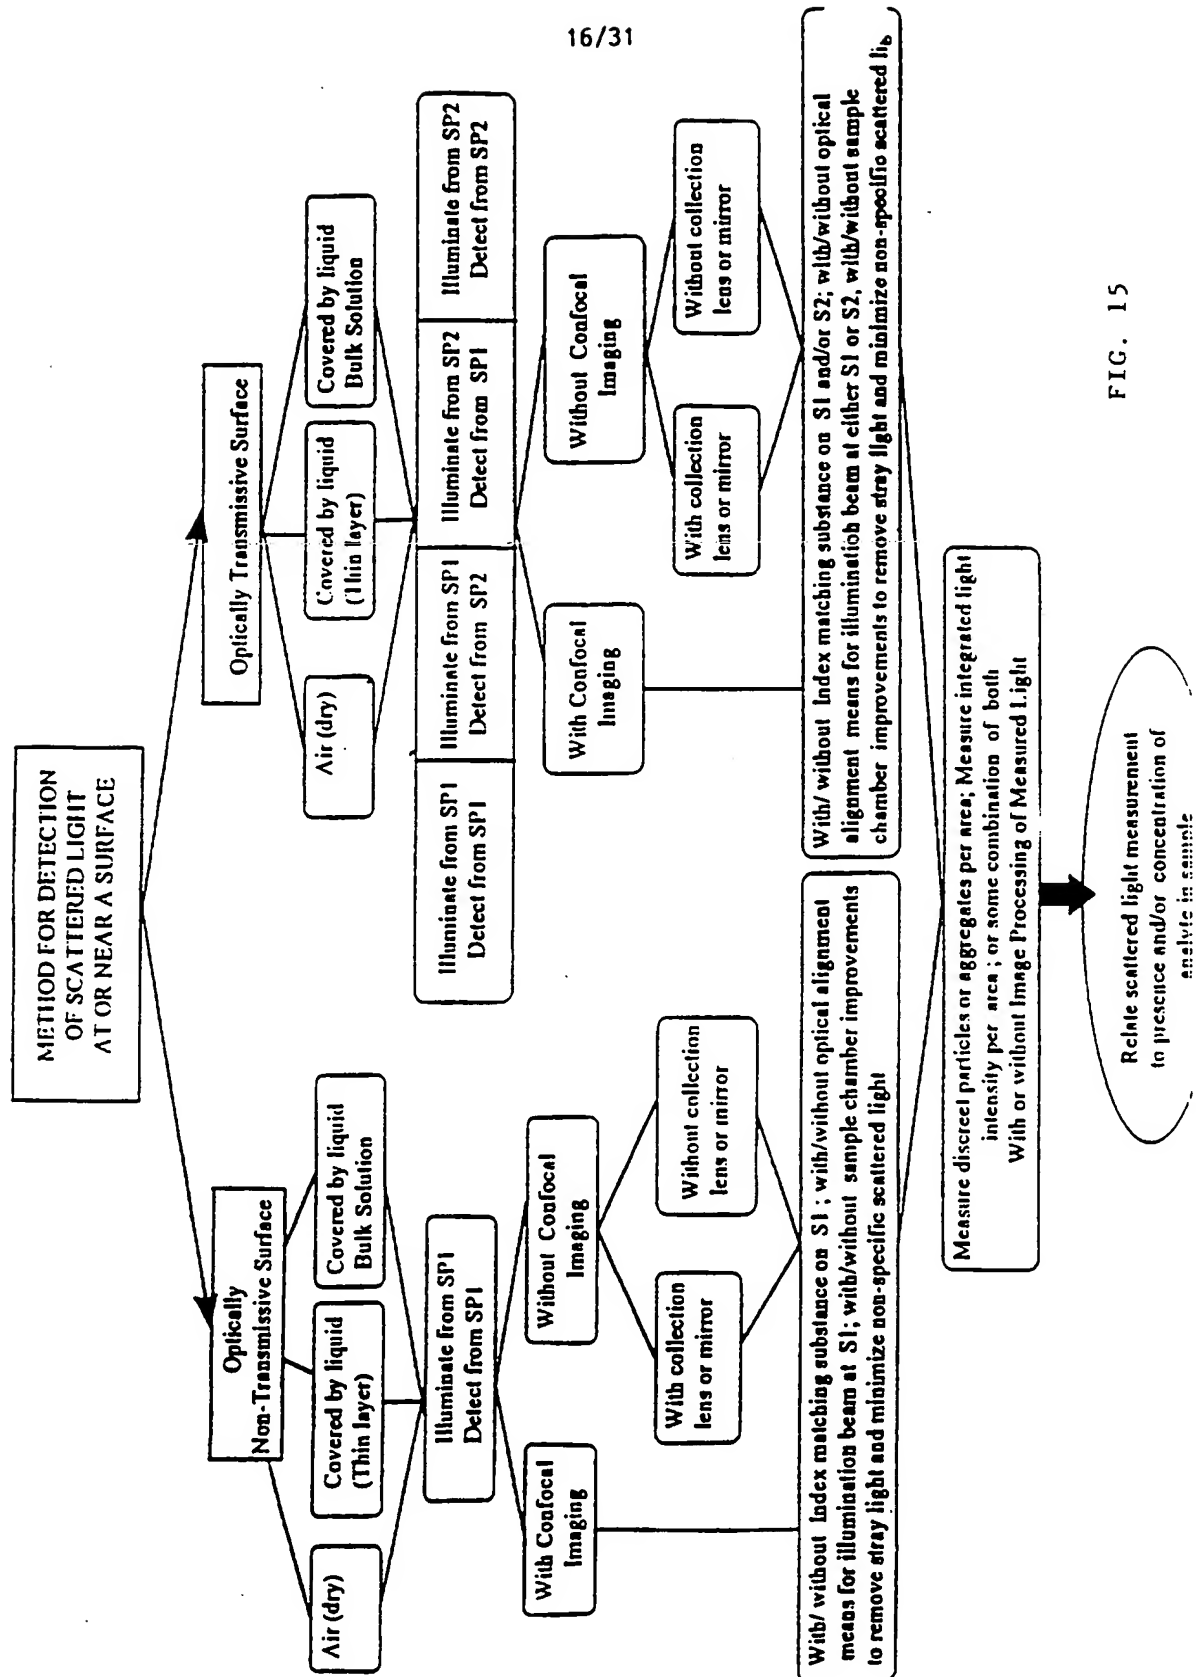 16/31
METHOD FOR DETECTION
OF SCATTERED LIGHT
AT OR NEAR A SURFACE
Optically
Non-Transmissive Surface
Optically Transmissive Surface
Air (dry)
Covered by liquid
(Thin layer)
Covered by liquid
Bulk Solution
Air (dry)
Covered by liquid
(Thin layer)
Covered by liquid
Bulk Solution
Illuminate from SP1
Detect from SP1
Illuminate from SP1
Detect from SP1
Illuminate from SP1
Detect from SP2
Illuminate from SP2
Detect from SP1
Illuminate from SP2
Detect from SP2
With Confocal
Imaging
Without Confocal
Imaging
With Confocal
Imaging
Without Confocal
Imaging
With collection
lens or mirror
Without collection
lens or mirror
With collection
lens or mirror
Without collection
lens or mirror
With/ without Index matching substance on S1 ; with/without optical alignment
means for illumination beam at S1; with/without sample chamber improvements
to remove stray light and minimize non-specific scattered light
With/ without Index matching substance on S1 and/or S2; with/without optical
alignment means for illumination beam at either S1 or S2, with/without sample
chamber improvements to remove stray light and minimize non-specific scattered
Measure discreet particles or aggregates per area; Measure integrated light
intensity per area ; or some combination of both
With or without Image Processing of Measured Light
Relate scattered light measurement
to presence and/or concentration of
analyte in sample
FIG. 15